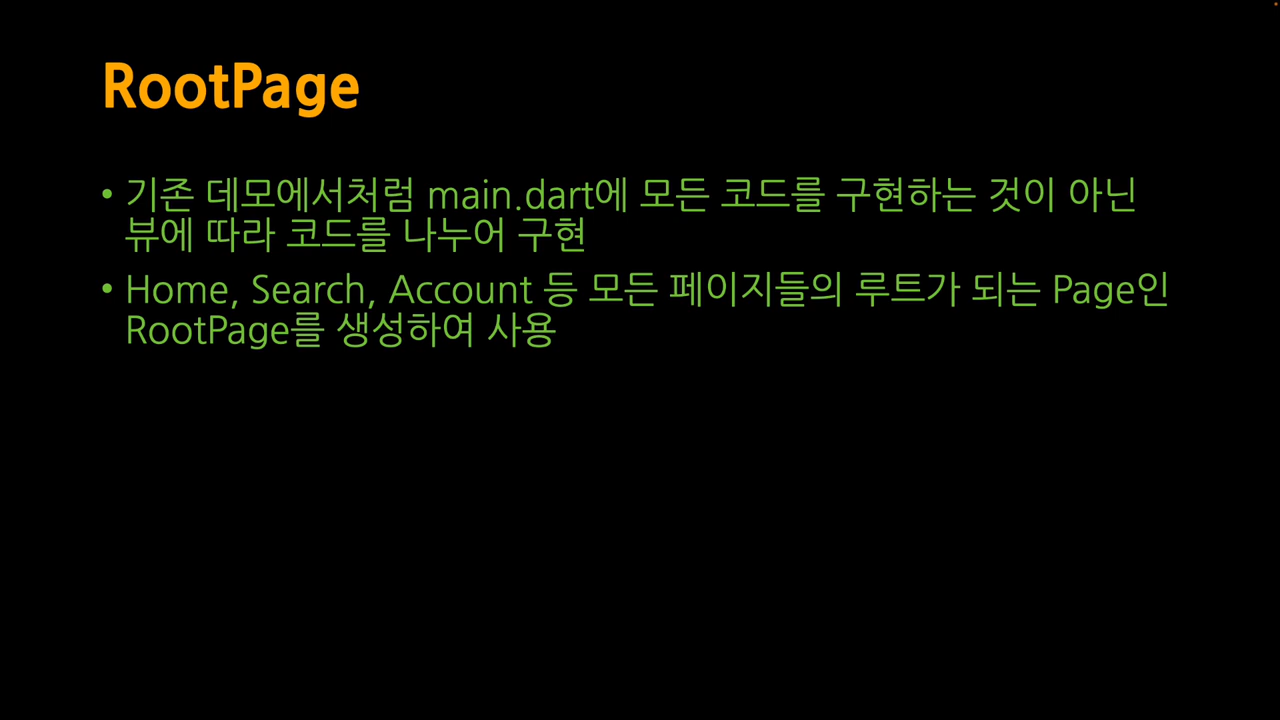 RootPage
• 기존 데모에서처럼 main.dart에 모든 코드를 구현하는 것이 아닌
뷰에 따라 코드를 나누어 구현
• Home, Search, Account 등 모든 페이지들의 루트가 되는 Page인
RootPage를 생성하여 사용